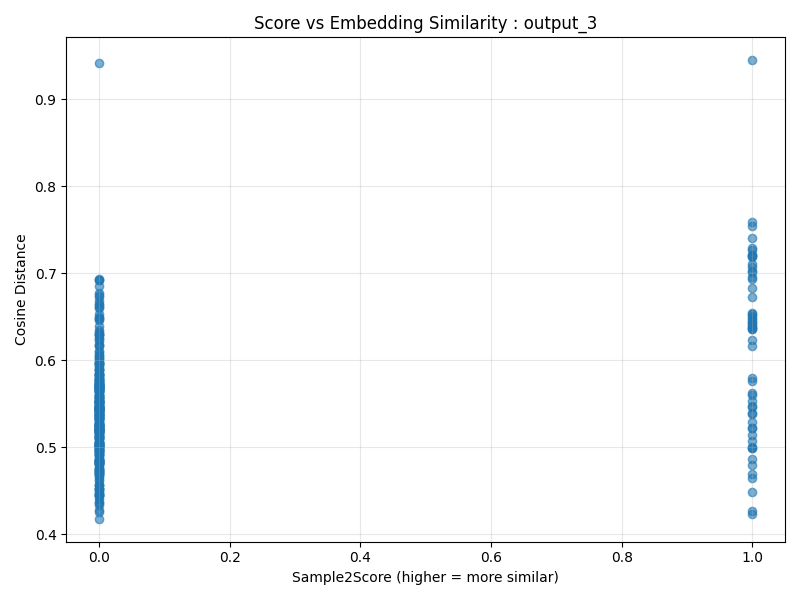 Score vs Embedding Similarity : output_3
Cosine Distance
0.9
0.8
0.7
0.6
0.5
0.4
0.0 0.2 0.4 0.6 0.8 1.0
Sample2Score (higher = more similar)